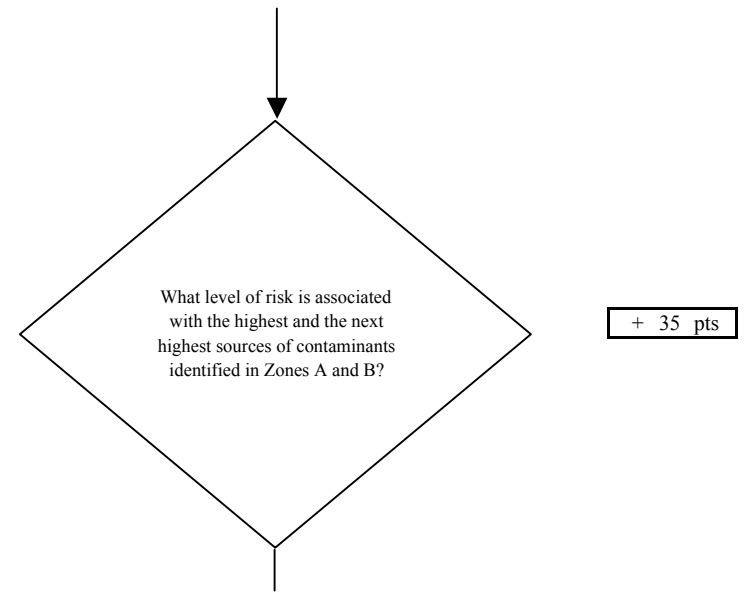 What level of risk is associated
with the highest and the next
highest sources of contaminants
identified in Zones A and B?
+ 35 pts